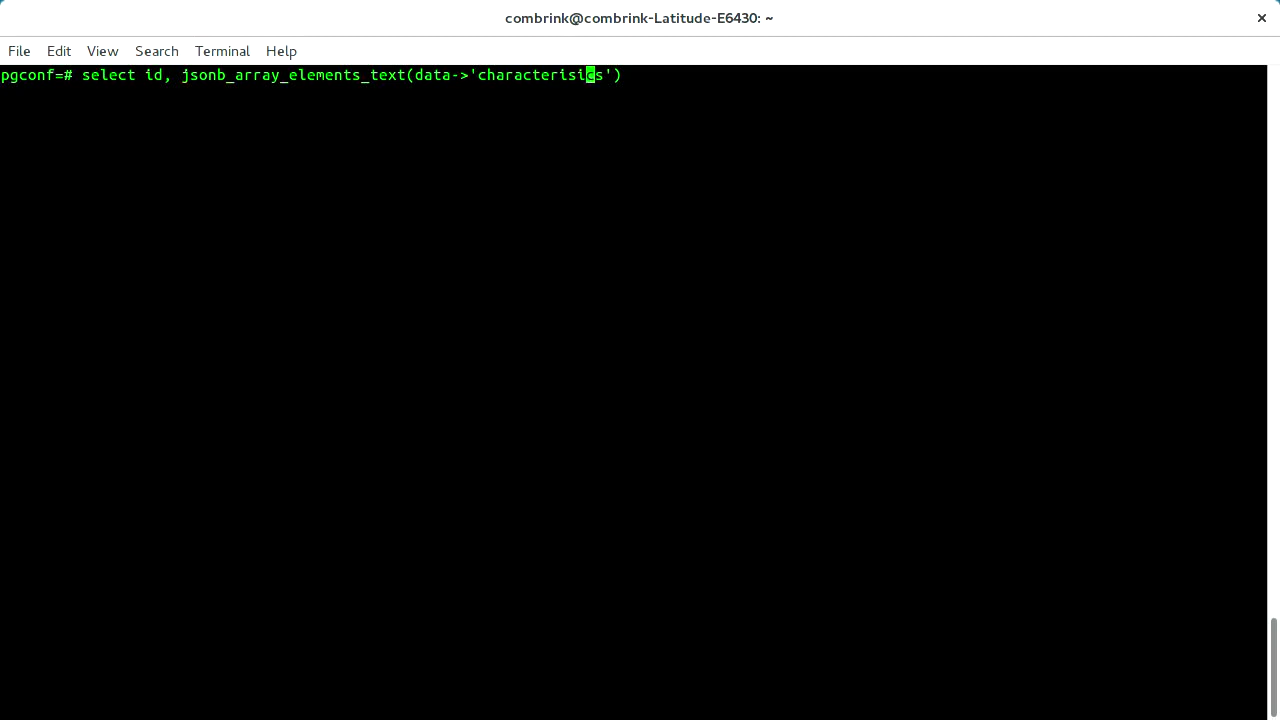 combrink@combrink-Latitude-E6430: ~
×
File Edit View Search Terminal Help
pgconf=# select id, jsonb_array_elements_text(data->'characterisics')